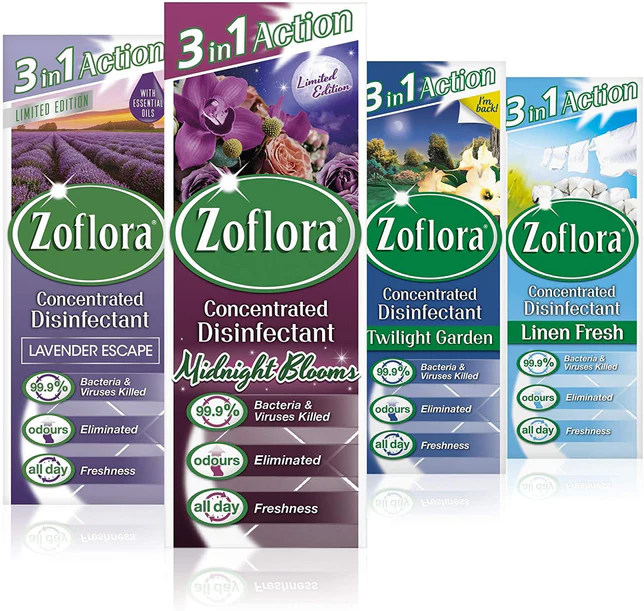 3 in 1 Action
LIMITED EDITION
WITH
ESSENTIAL
OILS
Zoflora®
Concentrated
Disinfectant
LAVENDER ESCAPE
99.9%
Bacteria &
Viruses Killed
odours
Eliminated
all day
Freshness
3 in 1 Action
Limited
Edition
Zoflora®
Concentrated
Disinfectant
Midnight Blooms
99.9%
Bacteria &
Viruses Killed
odours
Eliminated
all day
Freshness
3 in 1 Action
I'm
back!
Zoflora®
Concentrated
Disinfectant
Twilight Garden
99.9%
Bacteria &
Viruses Killed
odours
Eliminated
all day
Freshness
3 in 1 Action
Zoflora®
Concentrated
Disinfectant
Linen Fresh
99.9%
Bacteria &
Viruses Killed
odours
Eliminated
all day
Freshness